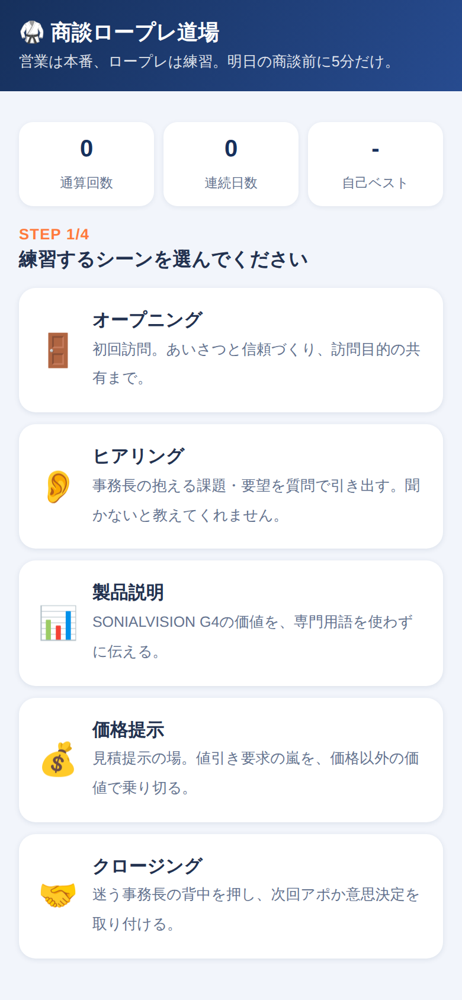 商談ロープレ道場
営業は本番、ロープレは練習。明日の商談前に5分だけ。
0
通算回数
0
連続日数
-
自己ベスト
STEP 1/4
練習するシーンを選んでください
オープニング
初回訪問。あいさつと信頼づくり、訪問目的の共
有まで。
ヒアリング
事務長の抱える課題・要望を質問で引き出す。聞
かないと教えてくれません。
製品説明
SONIALVISION G4の価値を、専門用語を使わず
に伝える。
価格提示
見積提示の場。値引き要求の嵐を、価格以外の価
値で乗り切る。
クロージング
迷う事務長の背中を押し、次回アポか意思決定を
取り付ける。